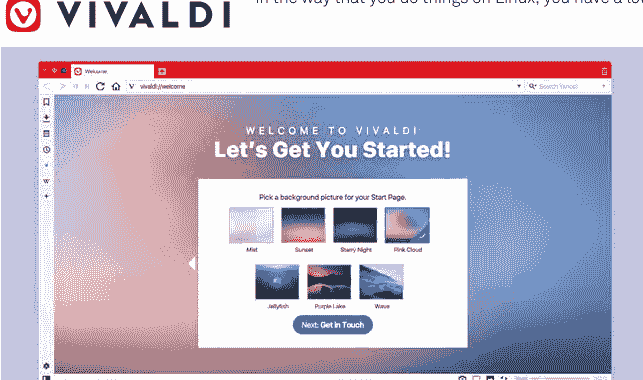 VIVALDI
in the way that you do things on Linux, you have a lot
Welcome
vivaldi://welcome
Search Yahoo!
WELCOME TO VIVALDI
Let's Get You Started!
Pick a background picture for your Start Page.
Mist Sunset Starry Night Pink Cloud
Jellyfish Purple Lake Wave
Next: Get in Touch